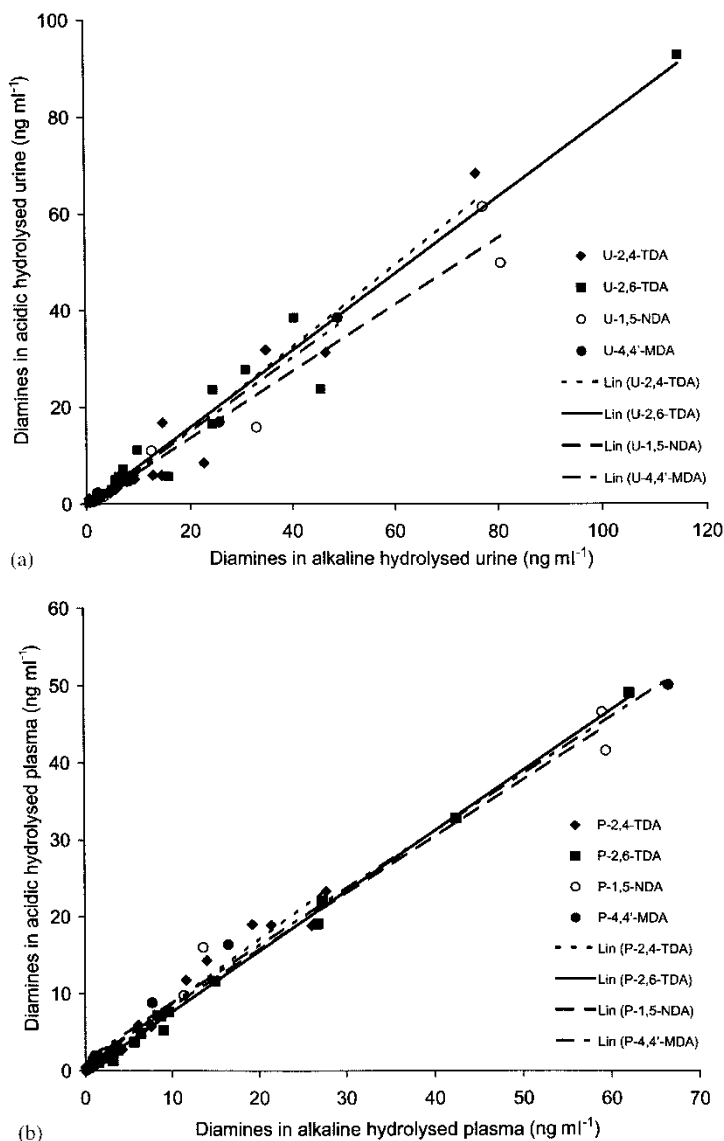 100
80
60
40
20
0
0 20 40 60 80 100 120
Diamines in acidic hydrolysed urine (ng ml-1)
U-2,4-TDA
U-2,6-TDA
U-1,5-NDA
U-4,4'-MDA
Lin (U-2,4-TDA)
Lin (U-2,6-TDA)
Lin (U-1,5-NDA)
Lin (U-4,4'-MDA)
(a) Diamines in alkaline hydrolysed urine (ng ml-1)
60
50
40
30
20
10
0
0 10 20 30 40 50 60 70
Diamines in acidic hydrolysed plasma (ng ml-1)
P-2,4-TDA
P-2,6-TDA
P-1,5-NDA
P-4,4'-MDA
Lin (P-2,4-TDA)
Lin (P-2,6-TDA)
Lin (P-1,5-NDA)
Lin (P-4,4'-MDA)
(b) Diamines in alkaline hydrolysed plasma (ng ml-1)